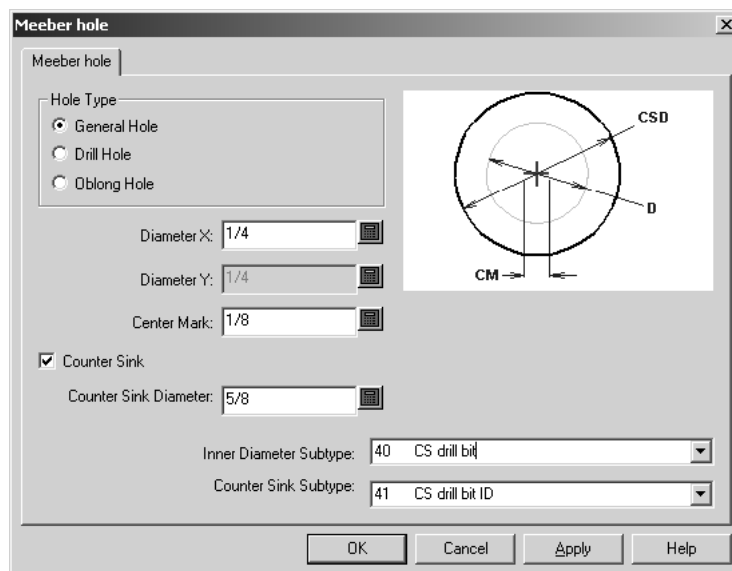 Meeber hole
Meeber hole
Hole Type
General Hole
Drill Hole
Oblong Hole
CSD
D
CM
Diameter X: 1/4
Diameter Y: 1/4
Center Mark: 1/8
Counter Sink
Counter Sink Diameter: 5/8
Inner Diameter Subtype: 40 CS drill bit
Counter Sink Subtype: 41 CS drill bit ID
OK Cancel Apply Help